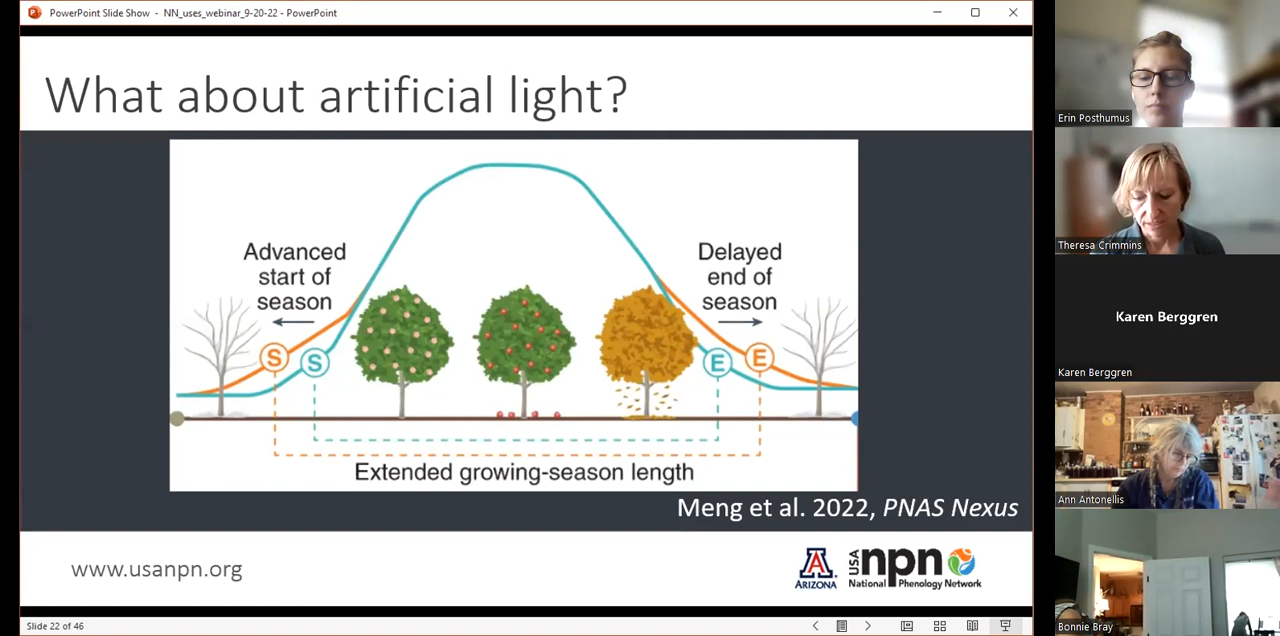 PowerPoint Slide Show - NN_uses_webinar_9-20-22 - PowerPoint
What about artificial light?
Advanced
start of
season
Delayed
end of
season
S
S
E
E
Extended growing-season length
Meng et al. 2022, PNAS Nexus
www.usanpn.org
A
ARIZONA
USA
npn
National Phenology Network
Slide 22 of 46
Erin Posthumus
Theresa Crimmins
Karen Berggren
Karen Berggren
Ann Antonellis
Bonnie Bray